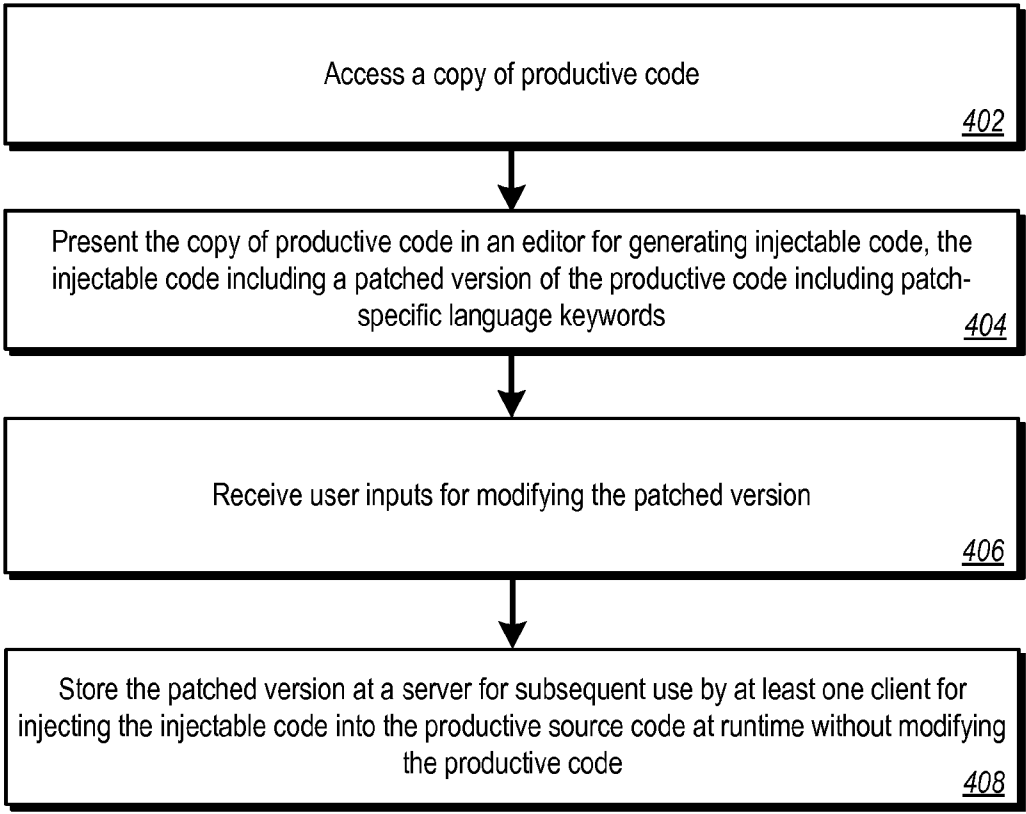 Access a copy of productive code
402
Present the copy of productive code in an editor for generating injectable code, the
injectable code including a patched version of the productive code including patch-
specific language keywords
404
Receive user inputs for modifying the patched version
406
Store the patched version at a server for subsequent use by at least one client for
injecting the injectable code into the productive source code at runtime without modifying
the productive code
408